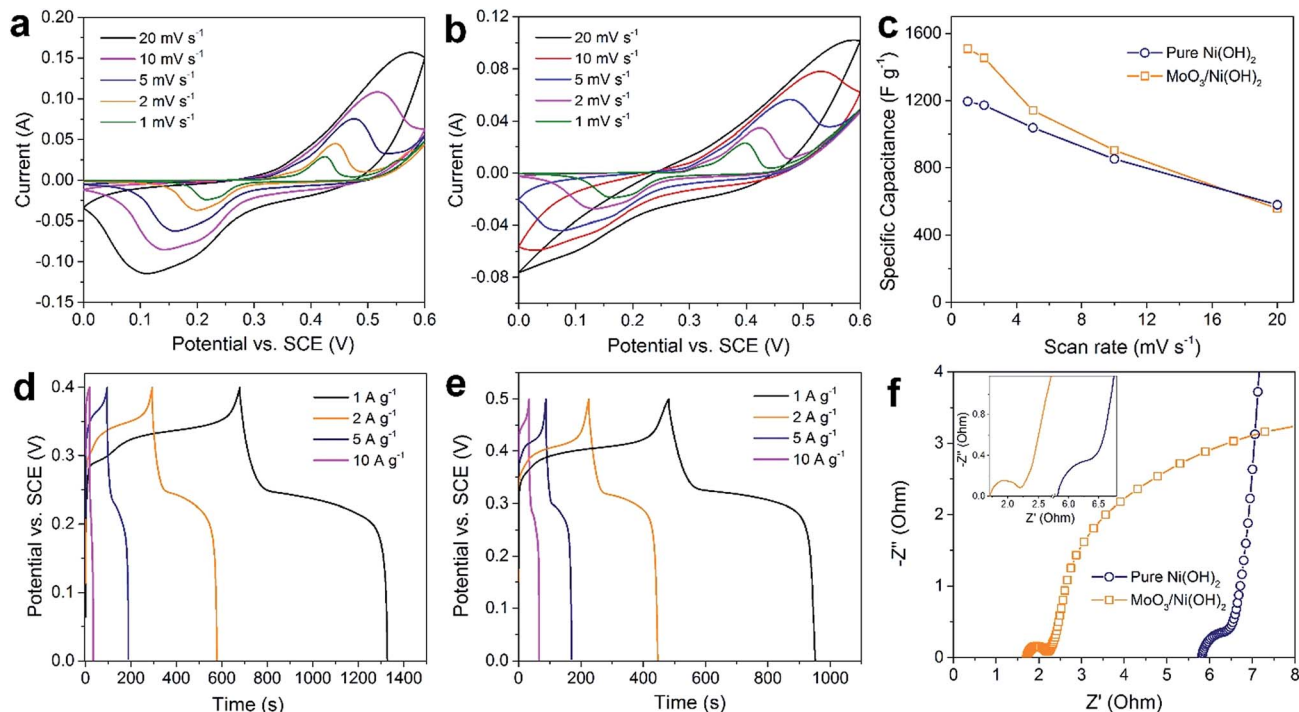 a
0.20
0.15
0.10
0.05
0.00
-0.05
-0.10
-0.15
Current (A)
20 mV s⁻¹
10 mV s⁻¹
5 mV s⁻¹
2 mV s⁻¹
1 mV s⁻¹
0.0 0.1 0.2 0.3 0.4 0.5 0.6
Potential vs. SCE (V)
b
0.12
0.08
0.04
0.00
-0.04
-0.08
Current (A)
20 mV s⁻¹
10 mV s⁻¹
5 mV s⁻¹
2 mV s⁻¹
1 mV s⁻¹
0.0 0.1 0.2 0.3 0.4 0.5 0.6
Potential vs. SCE (V)
c
1600
1200
800
400
0
Specific Capacitance (F g⁻¹)
Pure Ni(OH)₂
MoO₃/Ni(OH)₂
0 4 8 12 16 20
Scan rate (mV s⁻¹)
d
0.4
0.3
0.2
0.1
0.0
Potential vs. SCE (V)
1 A g⁻¹
2 A g⁻¹
5 A g⁻¹
10 A g⁻¹
0 200 400 600 800 1000 1200 1400
Time (s)
e
0.5
0.4
0.3
0.2
0.1
0.0
Potential vs. SCE (V)
1 A g⁻¹
2 A g⁻¹
5 A g⁻¹
10 A g⁻¹
0 200 400 600 800 1000
Time (s)
f
4
3
2
1
0
-Z'' (Ohm)
0.8
0.4
0.0
-Z'' (Ohm)
2.0 2.5 6.0 6.5
Z' (Ohm)
Pure Ni(OH)₂
MoO₃/Ni(OH)₂
0 1 2 3 4 5 6 7 8
Z' (Ohm)